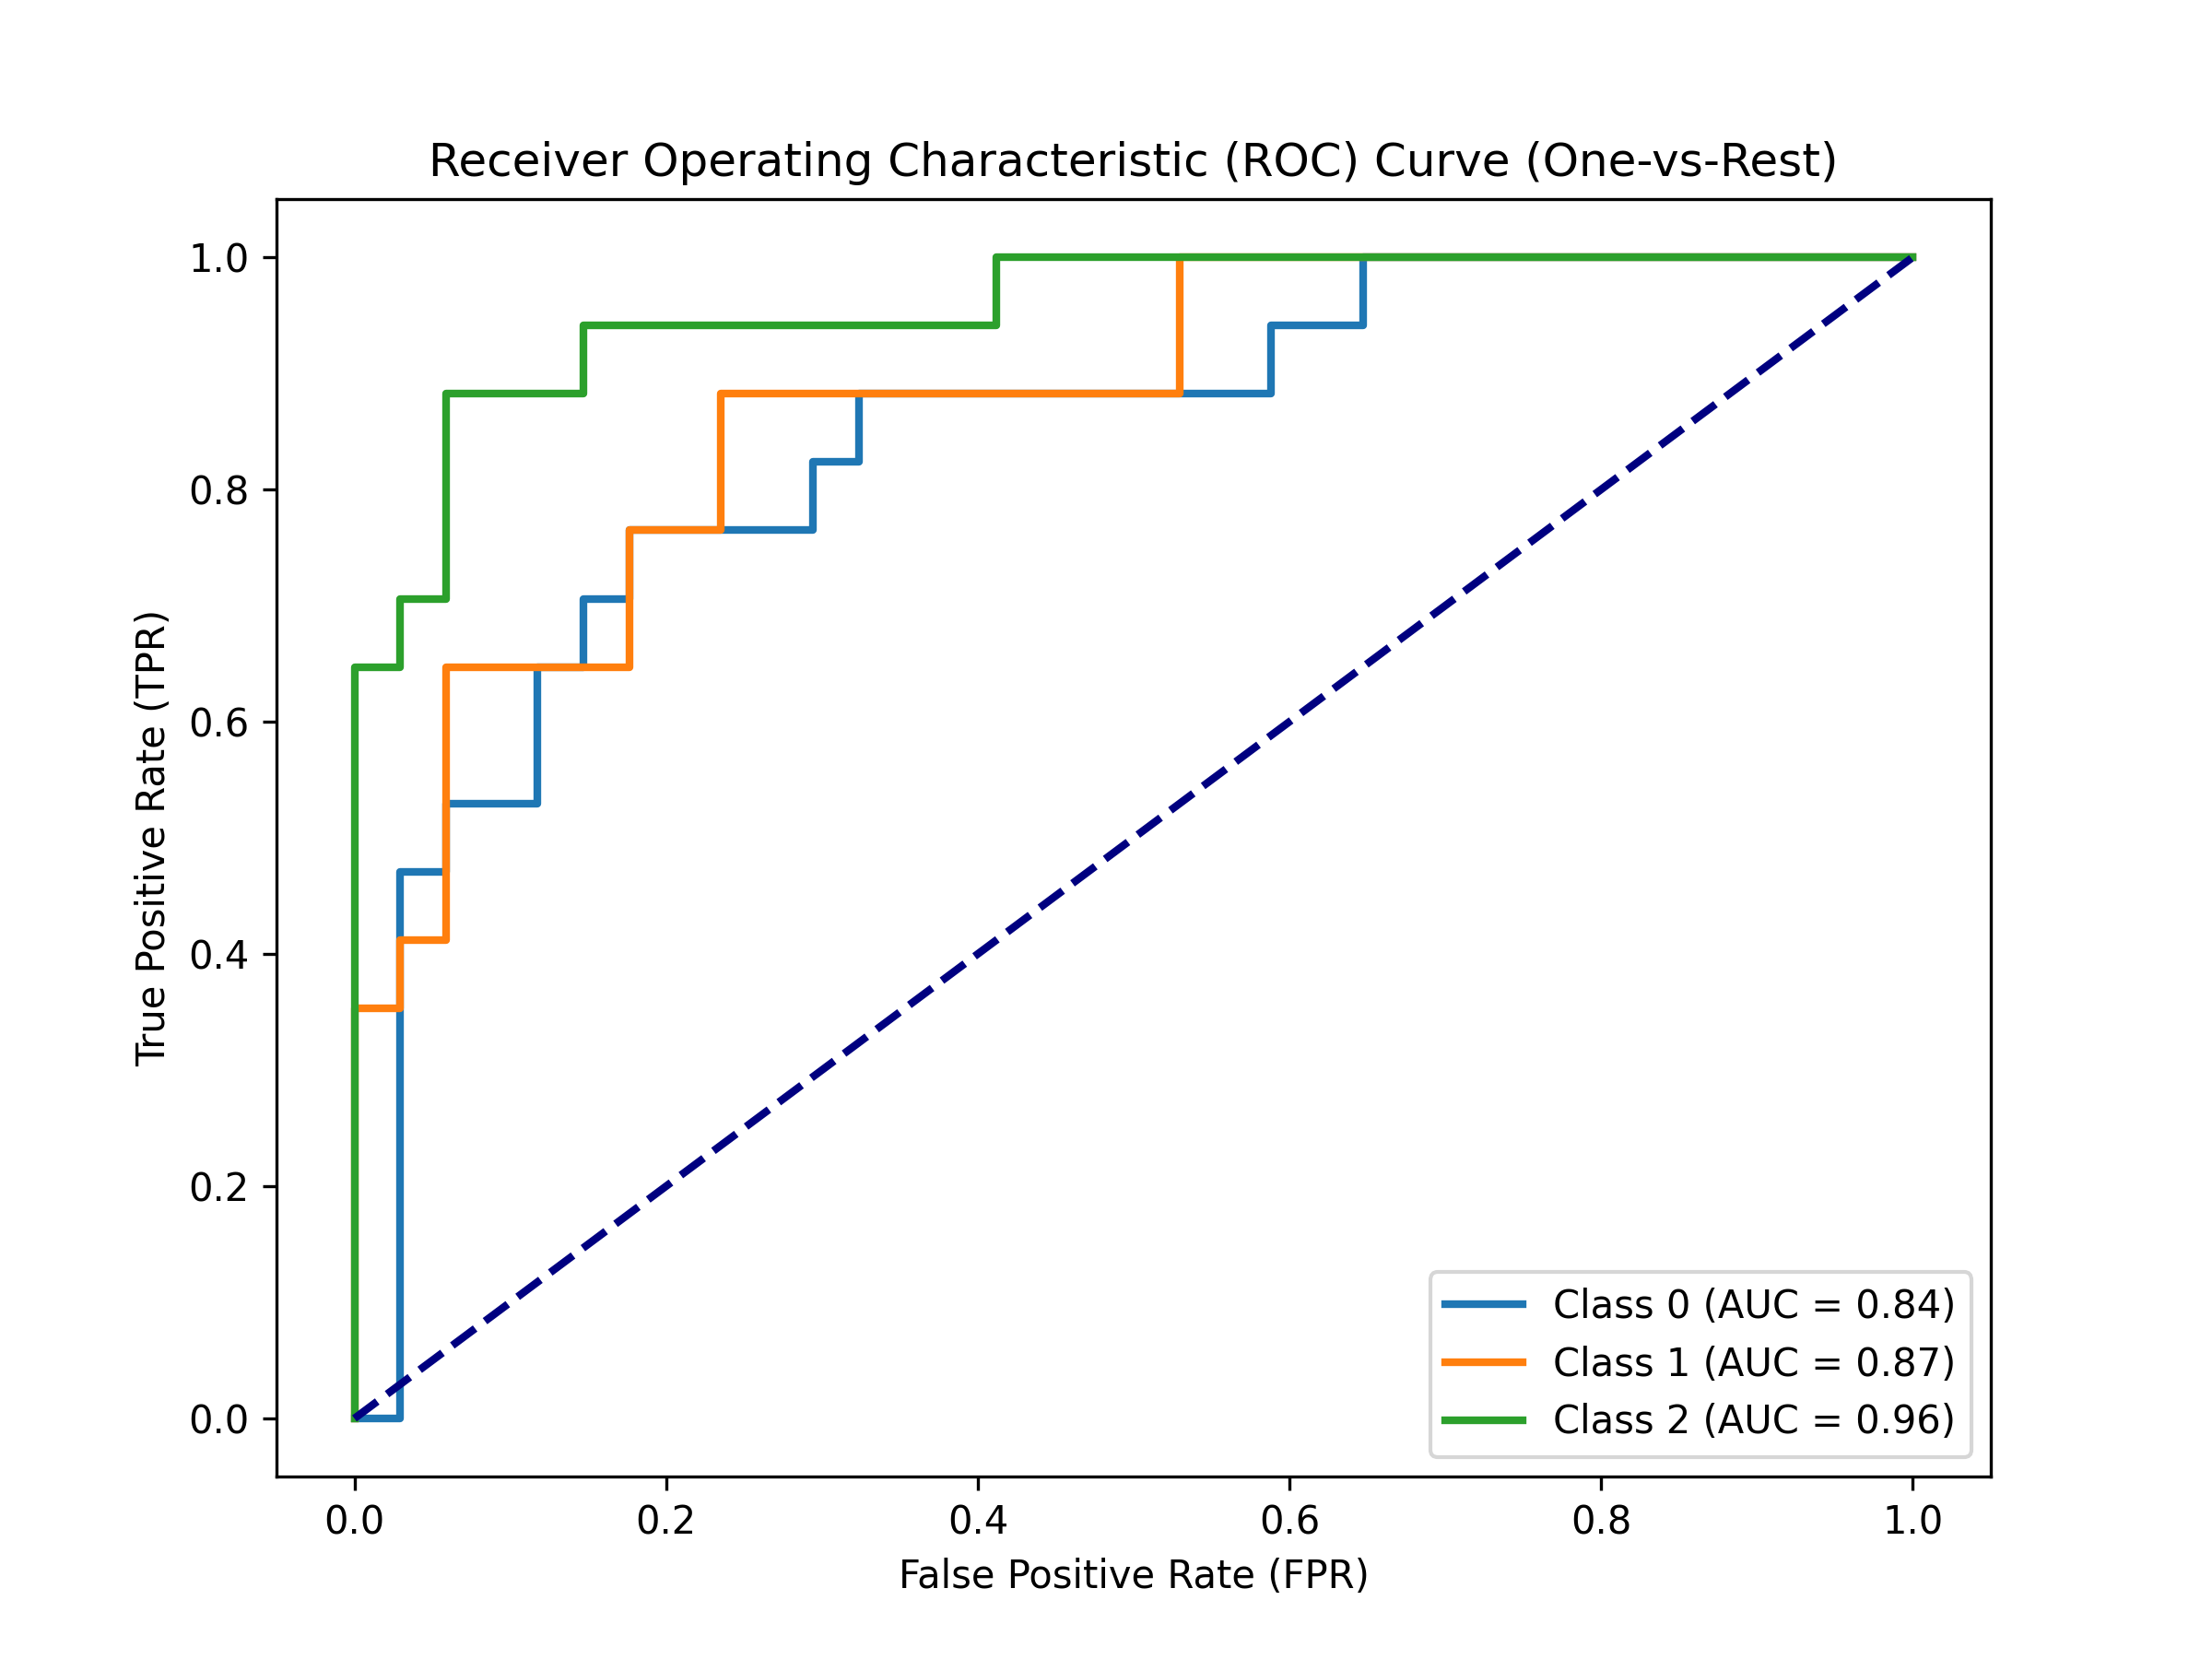 Receiver Operating Characteristic (ROC) Curve (One-vs-Rest)
True Positive Rate (TPR)
1.0
0.8
0.6
0.4
0.2
0.0
Class 0 (AUC = 0.84)
Class 1 (AUC = 0.87)
Class 2 (AUC = 0.96)
0.0 0.2 0.4 0.6 0.8 1.0
False Positive Rate (FPR)